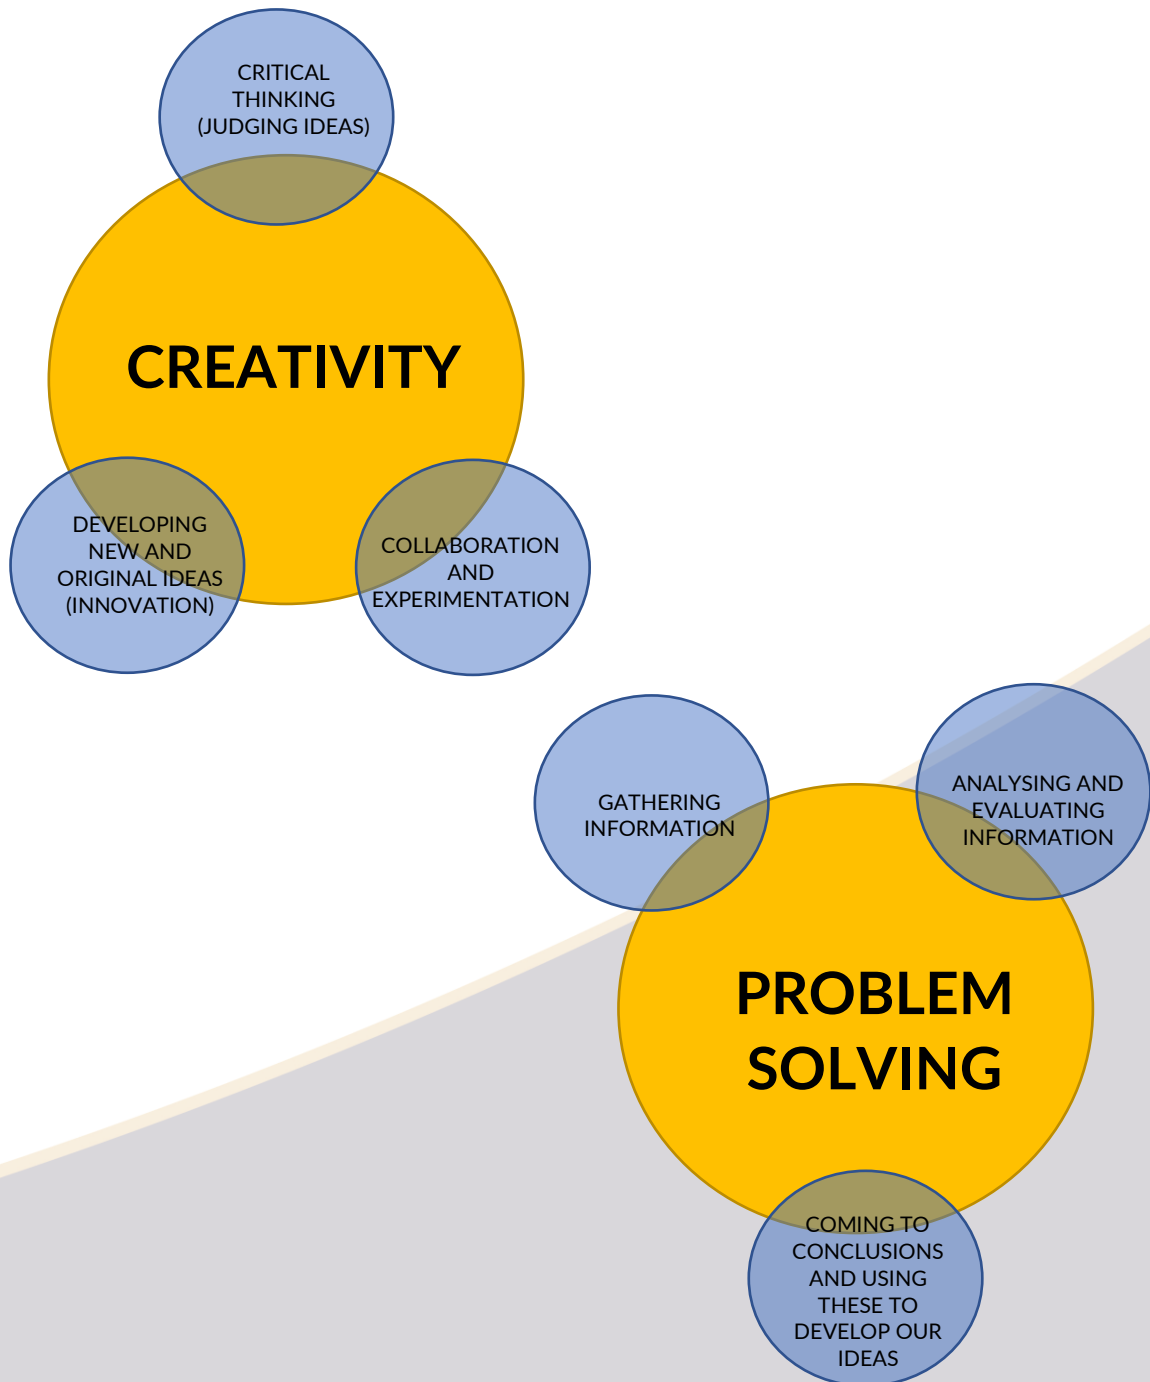 CRITICAL
THINKING
(JUDGING IDEAS)
CREATIVITY
DEVELOPING
NEW AND
ORIGINAL IDEAS
(INNOVATION)
COLLABORATION
AND
EXPERIMENTATION
GATHERING
INFORMATION
ANALYSING AND
EVALUATING
INFORMATION
PROBLEM
SOLVING
COMING TO
CONCLUSIONS
AND USING
THESE TO
DEVELOP OUR
IDEAS